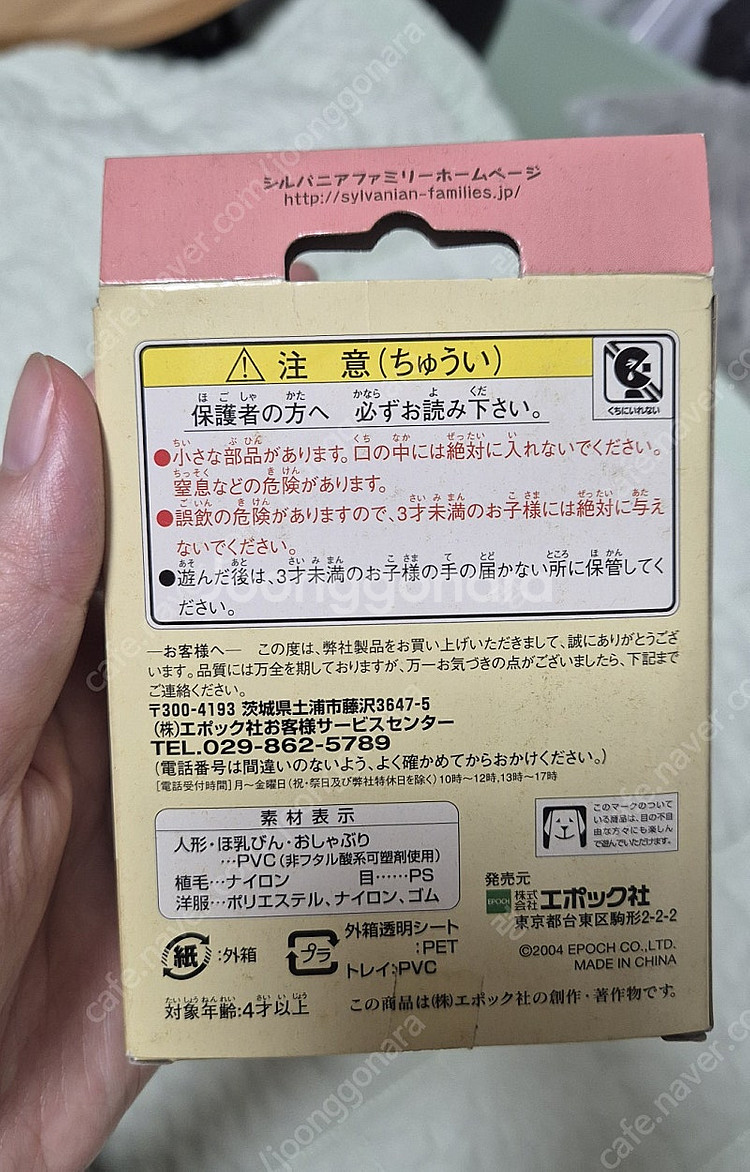 シルバニアファミリーホームページ
http://sylvanian-families.jp/
注 意(ちゅうい)
くちにいれない
保護者の方へ 必ずお読み下さい。
●小さな部品があります。口の中には絶対に入れないでください。
窒息などの危険があります。
●誤飲の危険がありますので、3才未満のお子様には絶対に与え
ないでください。
●遊んだ後は、3才未満のお子様の手の届かない所に保管してく
ださい。
―お客様へ― この度は、弊社製品をお買い上げいただきまして、誠にありがとうござ
います。品質には万全を期しておりますが、万一お気づきの点がございましたら、下記まで
ご連絡ください。
〒300-4193 茨城県土浦市藤沢3647-5
(株)エポック社お客様サービスセンター
TEL.029-862-5789
(電話番号は間違いのないよう、よく確かめてからおかけください。)
[電話受付時間]月〜金曜日(祝・祭日及び弊社特休日を除く)10時〜12時,13時〜17時
素材表示
人形・ほ乳びん・おしゃぶり
…PVC(非フタル酸系可塑剤使用)
植毛…ナイロン 目……PS
洋服…ポリエステル、ナイロン、ゴム
このマークのついて
いる商品は、目の不自
由な方々にも楽しん
で遊んでいただけます。
発売元
EPOCH 株式会社 エポック社
東京都台東区駒形2-2-2
©2004 EPOCH CO.,LTD.
MADE IN CHINA
紙 :外箱
プラ 外箱透明シート
:PET
トレイ:PVC
対象年齢:4才以上
この商品は(株)エポック社の創作・著作物です。
joonggonara
cafe.naver.com/joonggonara